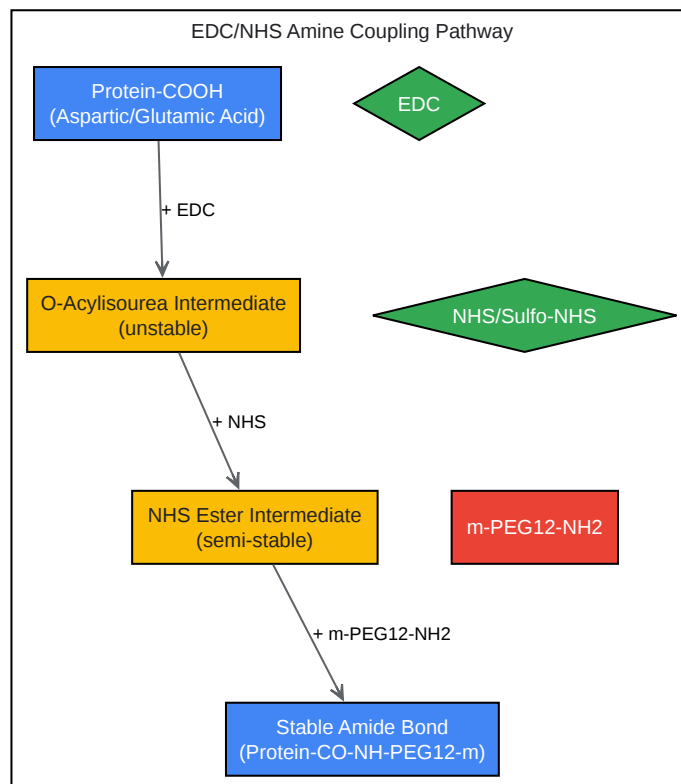 EDC/NHS Amine Coupling Pathway
Protein-COOH
(Aspartic/Glutamic Acid)
EDC
+ EDC
O-Acylisourea Intermediate
(unstable)
NHS/Sulfo-NHS
+ NHS
NHS Ester Intermediate
(semi-stable)
m-PEG12-NH2
+ m-PEG12-NH2
Stable Amide Bond
(Protein-CO-NH-PEG12-m)